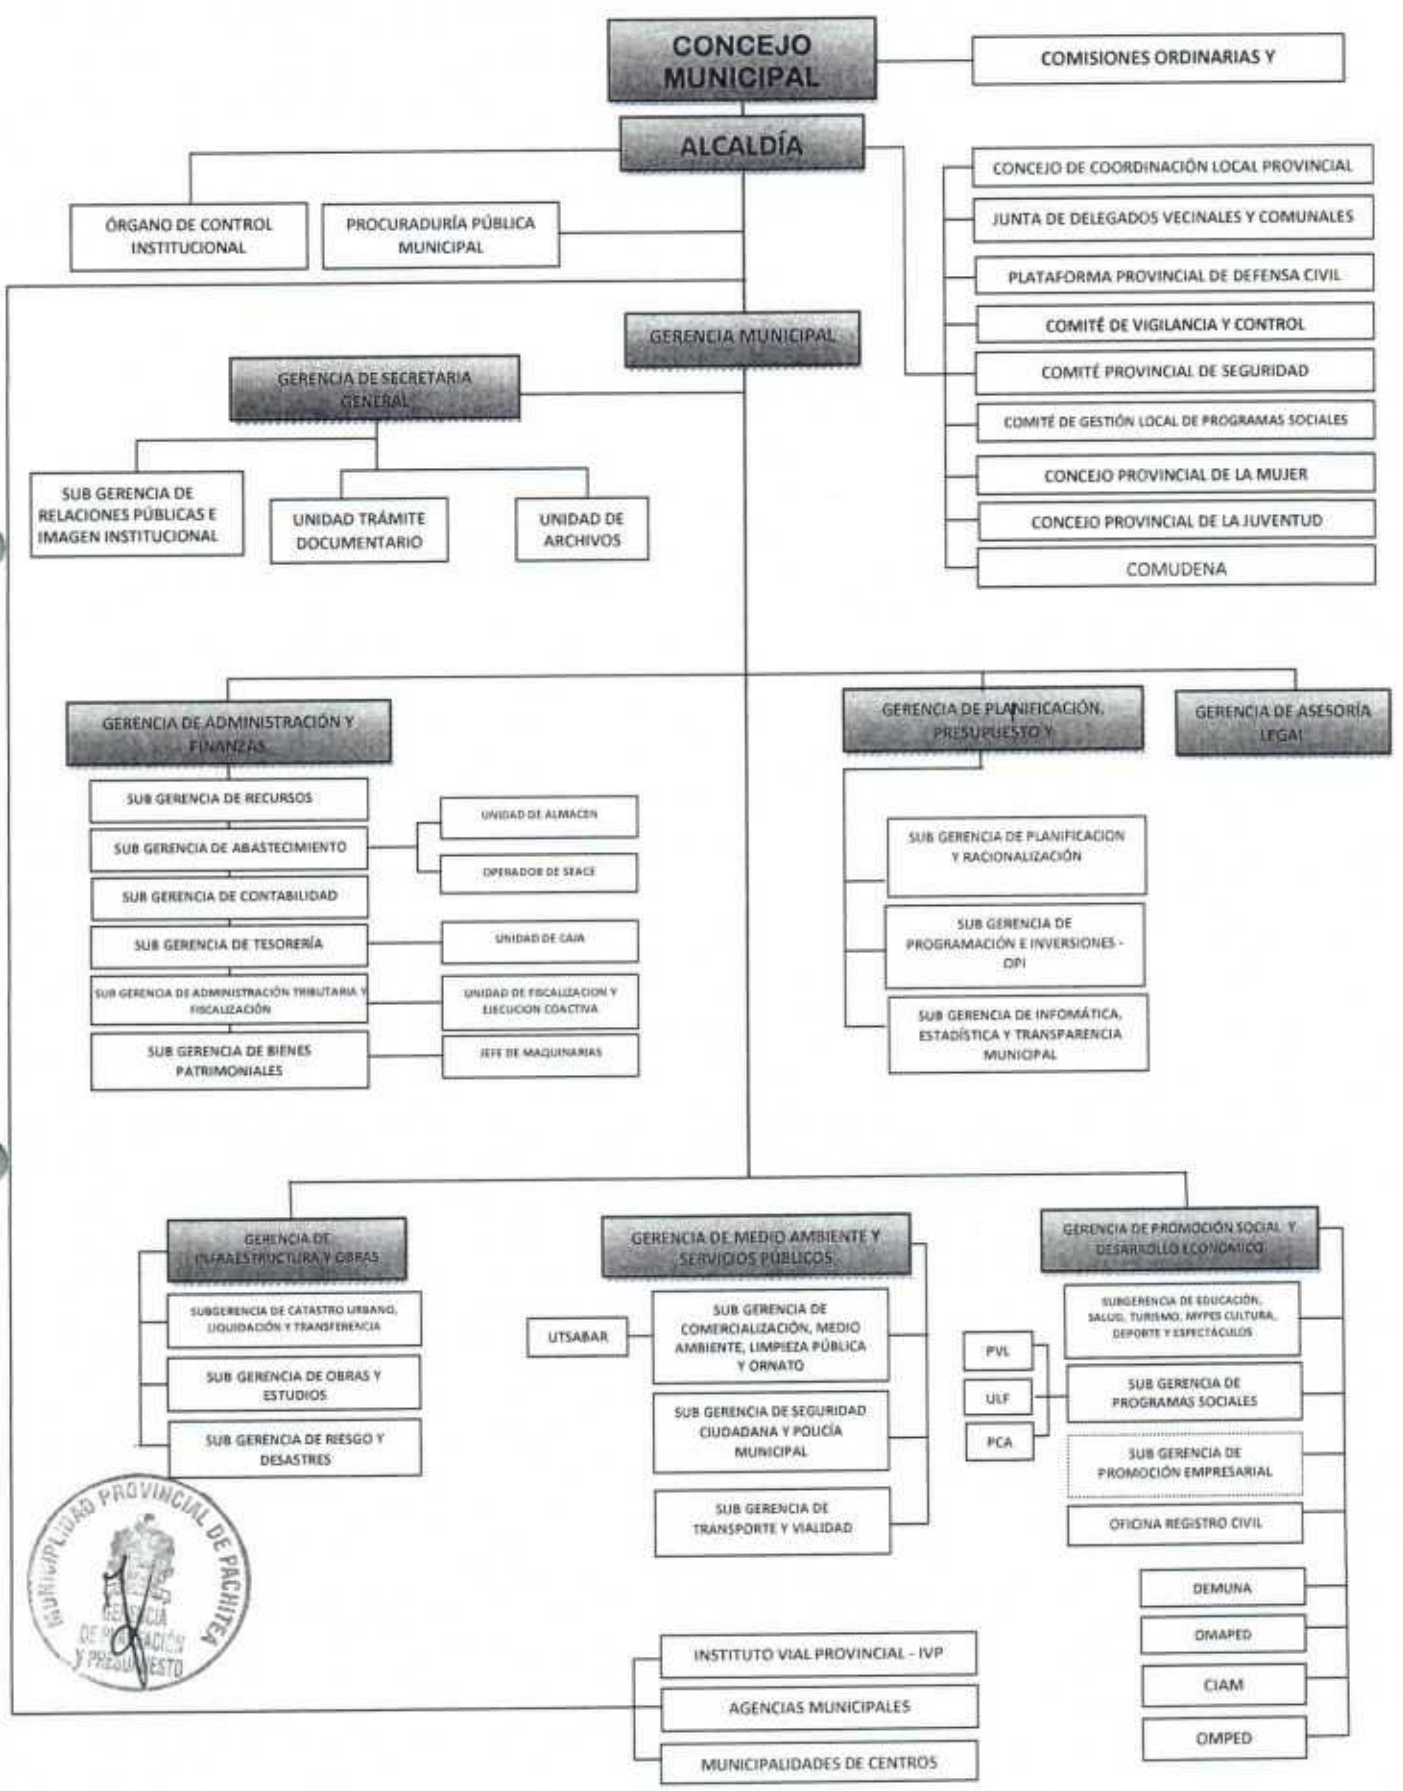 CONCEJO
MUNICIPAL
COMISIONES ORDINARIAS Y
ALCALDÍA
CONCEJO DE COORDINACIÓN LOCAL PROVINCIAL
JUNTA DE DELEGADOS VECINALES Y COMUNALES
PLATAFORMA PROVINCIAL DE DEFENSA CIVIL
COMITÉ DE VIGILANCIA Y CONTROL
COMITÉ PROVINCIAL DE SEGURIDAD
COMITÉ DE GESTIÓN LOCAL DE PROGRAMAS SOCIALES
CONCEJO PROVINCIAL DE LA MUJER
CONCEJO PROVINCIAL DE LA JUVENTUD
COMUDENA
ÓRGANO DE CONTROL
INSTITUCIONAL
PROCURADURÍA PÚBLICA
MUNICIPAL
GERENCIA MUNICIPAL
GERENCIA DE SECRETARIA
GENERAL
SUB GERENCIA DE
RELACIONES PÚBLICAS E
IMAGEN INSTITUCIONAL
UNIDAD TRÁMITE
DOCUMENTARIO
UNIDAD DE
ARCHIVOS
GERENCIA DE ADMINISTRACIÓN Y
FINANZAS
SUB GERENCIA DE RECURSOS
SUB GERENCIA DE ABASTECIMIENTO
SUB GERENCIA DE CONTABILIDAD
SUB GERENCIA DE TESORERÍA
SUB GERENCIA DE ADMINISTRACIÓN TRIBUTARIA Y
FISCALIZACIÓN
SUB GERENCIA DE BIENES
PATRIMONIALES
UNIDAD DE ALMACEN
OPERADOR DE SEACE
UNIDAD DE CAJA
UNIDAD DE FISCALIZACION Y
EJECUCION COACTIVA
JEFE DE MAQUINARIAS
GERENCIA DE PLANIFICACIÓN,
PRESUPUESTO Y
SUB GERENCIA DE PLANIFICACION
Y RACIONALIZACIÓN
SUB GERENCIA DE
PROGRAMACIÓN E INVERSIONES -
OPI
SUB GERENCIA DE INFOMÁTICA,
ESTADÍSTICA Y TRANSPARENCIA
MUNICIPAL
GERENCIA DE ASESORÍA
LEGAL
GERENCIA DE
INFRAESTRUCTURA Y OBRAS
SUBGERENCIA DE CATASTRO URBANO,
LIQUIDACIÓN Y TRANSFERENCIA
SUB GERENCIA DE OBRAS Y
ESTUDIOS
SUB GERENCIA DE RIESGO Y
DESASTRES
GERENCIA DE MEDIO AMBIENTE Y
SERVICIOS PÚBLICOS
UTSABAR
SUB GERENCIA DE
COMERCIALIZACIÓN, MEDIO
AMBIENTE, LIMPIEZA PÚBLICA
Y ORNATO
SUB GERENCIA DE SEGURIDAD
CIUDADANA Y POLICÍA
MUNICIPAL
SUB GERENCIA DE
TRANSPORTE Y VIALIDAD
GERENCIA DE PROMOCIÓN SOCIAL Y
DESARROLLO ECONÓMICO
SUBGERENCIA DE EDUCACIÓN,
SALUD, TURISMO, MYPES CULTURA,
DEPORTE Y ESPECTÁCULOS
PVL
ULF
PCA
SUB GERENCIA DE
PROGRAMAS SOCIALES
SUB GERENCIA DE
PROMOCIÓN EMPRESARIAL
OFICINA REGISTRO CIVIL
DEMUNA
OMAPED
CIAM
OMPED
INSTITUTO VIAL PROVINCIAL - IVP
AGENCIAS MUNICIPALES
MUNICIPALIDADES DE CENTROS
MUNICIPLIDAD PROVINCIAL DE PACHITEA
GERENCIA
Y PRESUPUESTO